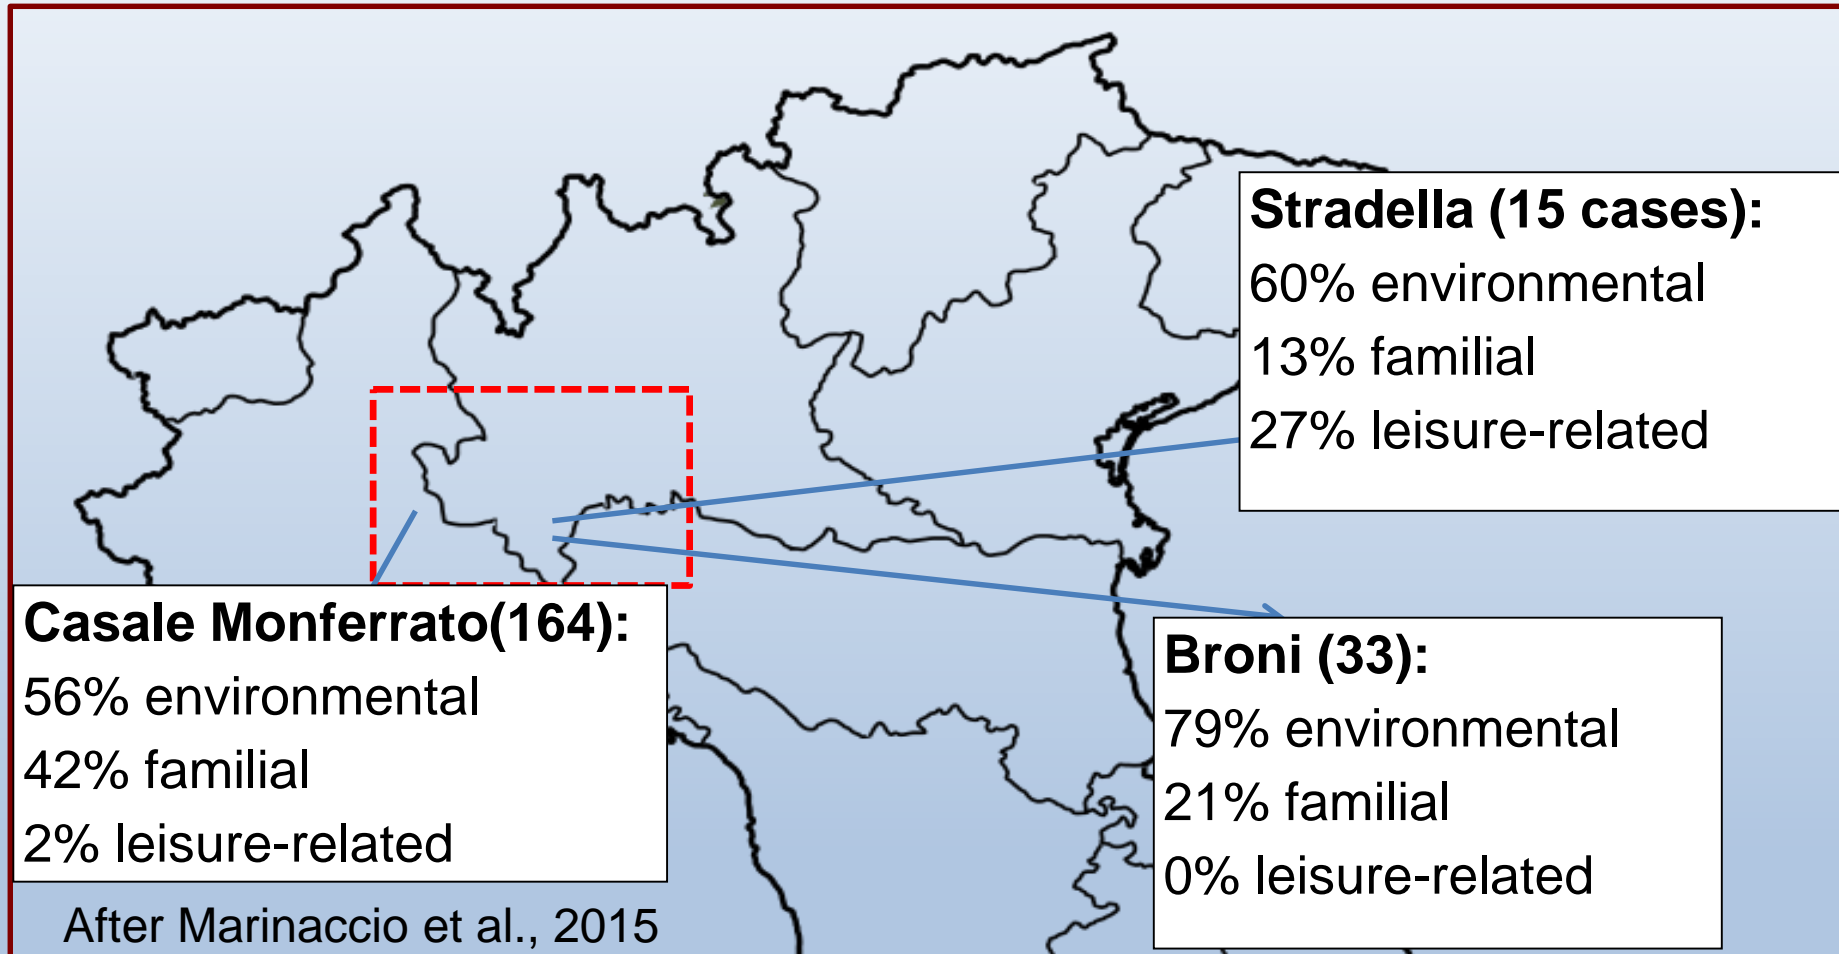 Stradella (15 cases):
60% environmental
13% familial
27% leisure-related
Casale Monferrato(164):
56% environmental
42% familial
2% leisure-related
Broni (33):
79% environmental
21% familial
0% leisure-related
After Marinaccio et al., 2015